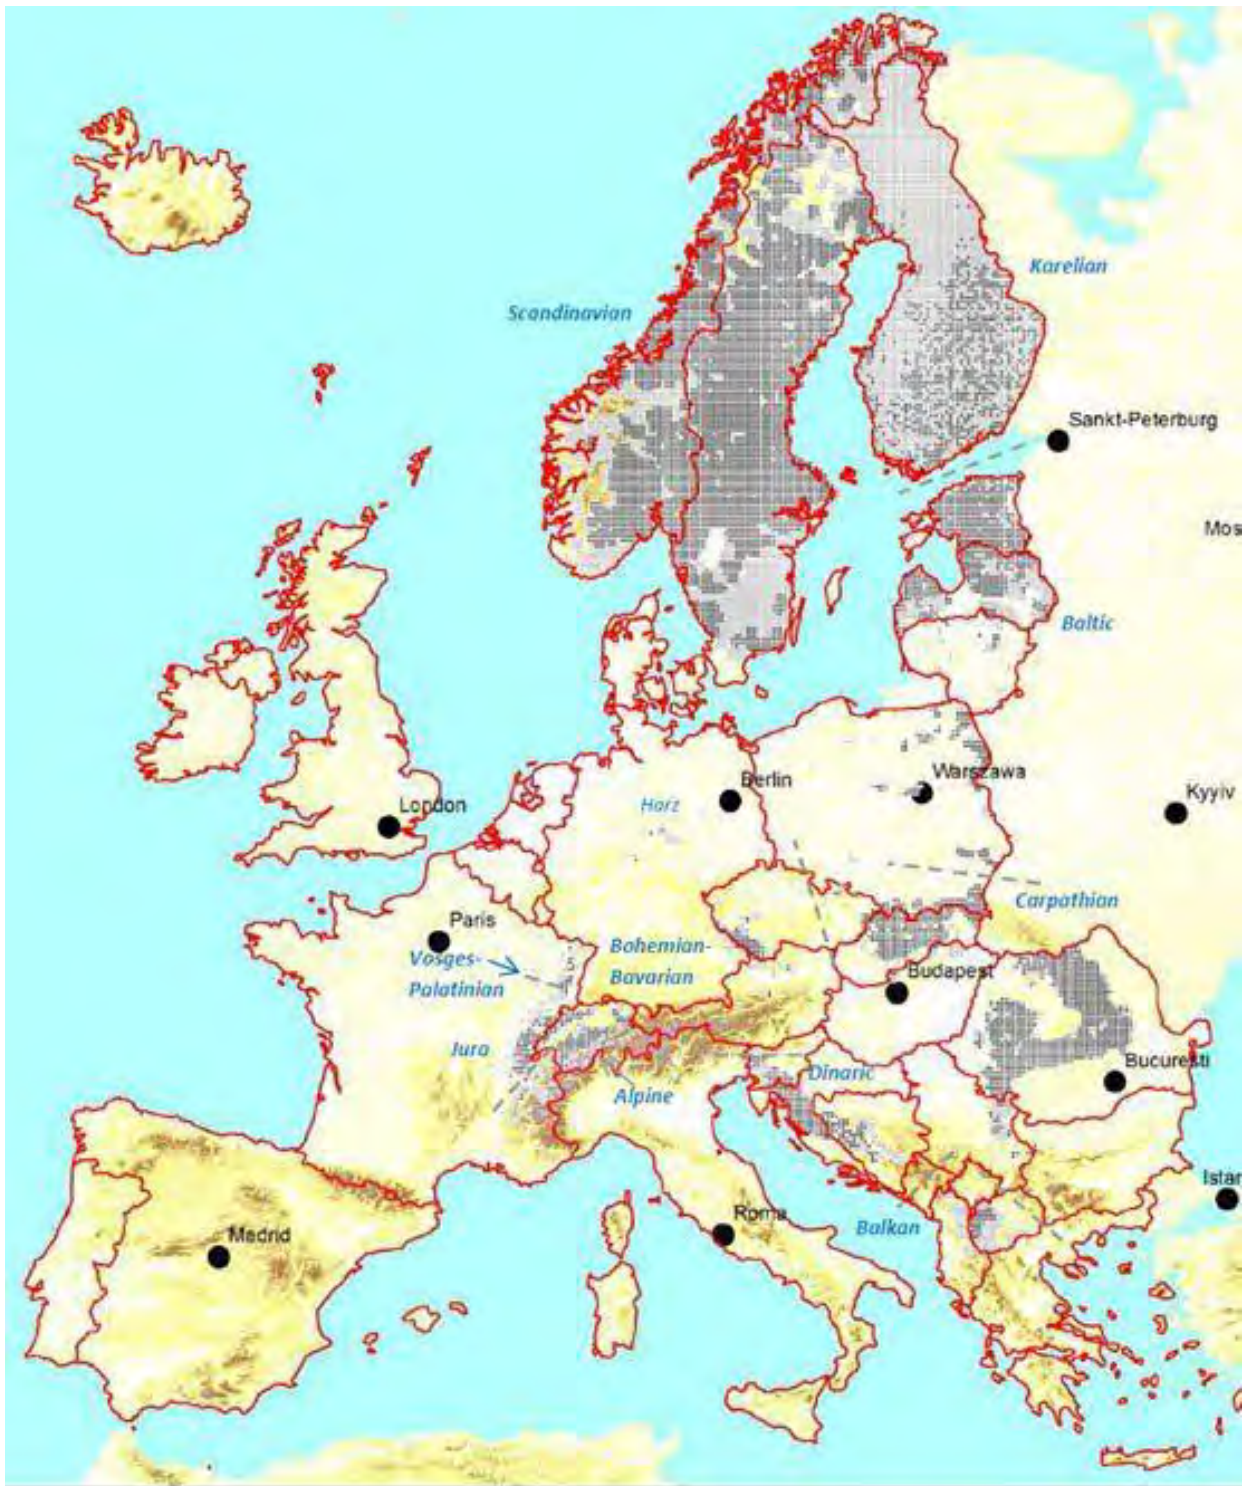 Karelian
Scandinavian
Sankt-Peterburg
Mos
Baltic
Warszawa
Berlin
Harz
Kyyiv
London
Carpathian
Paris
Bohemian-
Bavarian
Vosges-
Palatinian
Budapest
Jura
Bucuresti
Dinaric
Alpine
Istar
Roma
Balkan
Madrid